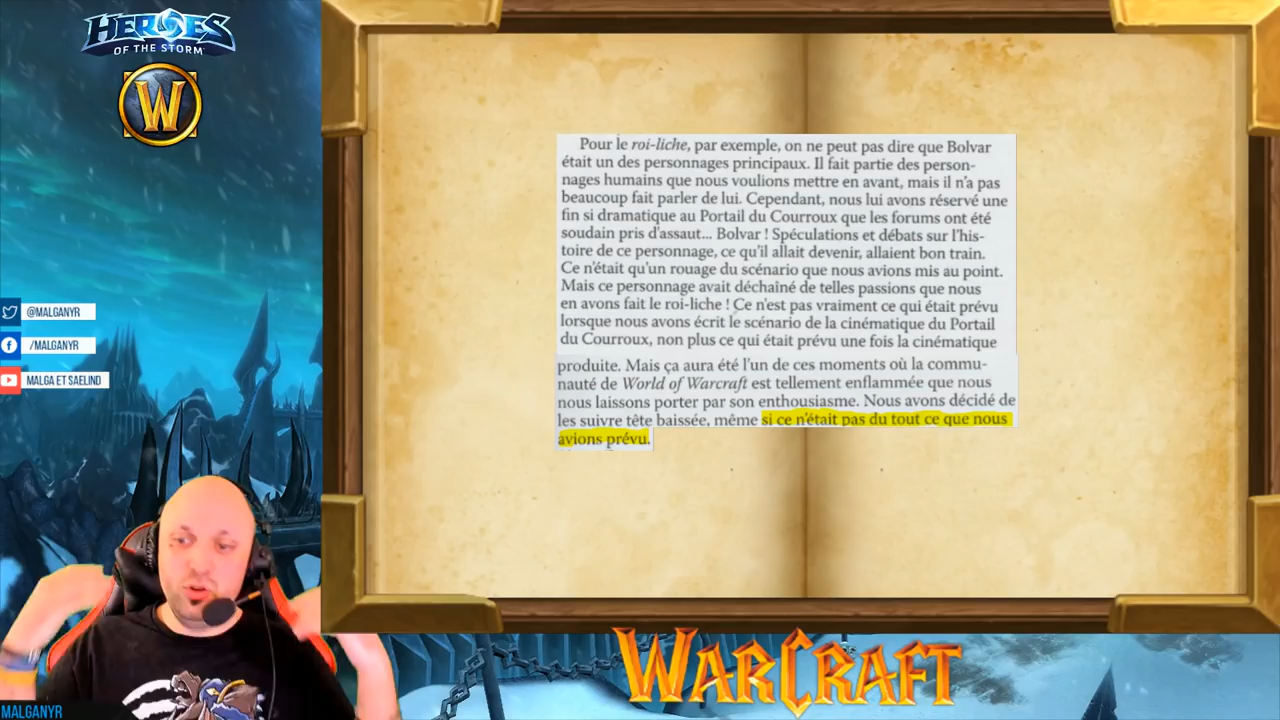 HEROES
OF THE STORM
W
@MALGANYR
/MALGANYR
MALGA ET SAELIND
Pour le roi-liche, par exemple, on ne peut pas dire que Bolvar
était un des personnages principaux. Il fait partie des person-
nages humains que nous voulions mettre en avant, mais il n'a pas
beaucoup fait parler de lui. Cependant, nous lui avons réservé une
fin si dramatique au Portail du Courroux que les forums ont été
soudain pris d'assaut... Bolvar ! Spéculations et débats sur l'his-
toire de ce personnage, ce qu'il allait devenir, allaient bon train.
Ce n'était qu'un rouage du scénario que nous avions mis au point.
Mais ce personnage avait déchaîné de telles passions que nous
en avons fait le roi-liche ! Ce n'est pas vraiment ce qui était prévu
lorsque nous avons écrit le scénario de la cinématique du Portail
du Courroux, non plus ce qui était prévu une fois la cinématique
produite. Mais ça aura été l'un de ces moments où la commu-
nauté de World of Warcraft est tellement enflammée que nous
nous laissons porter par son enthousiasme. Nous avons décidé de
les suivre tête baissée, même si ce n'était pas du tout ce que nous
avions prévu.
WARCRAFT
MALGANYR